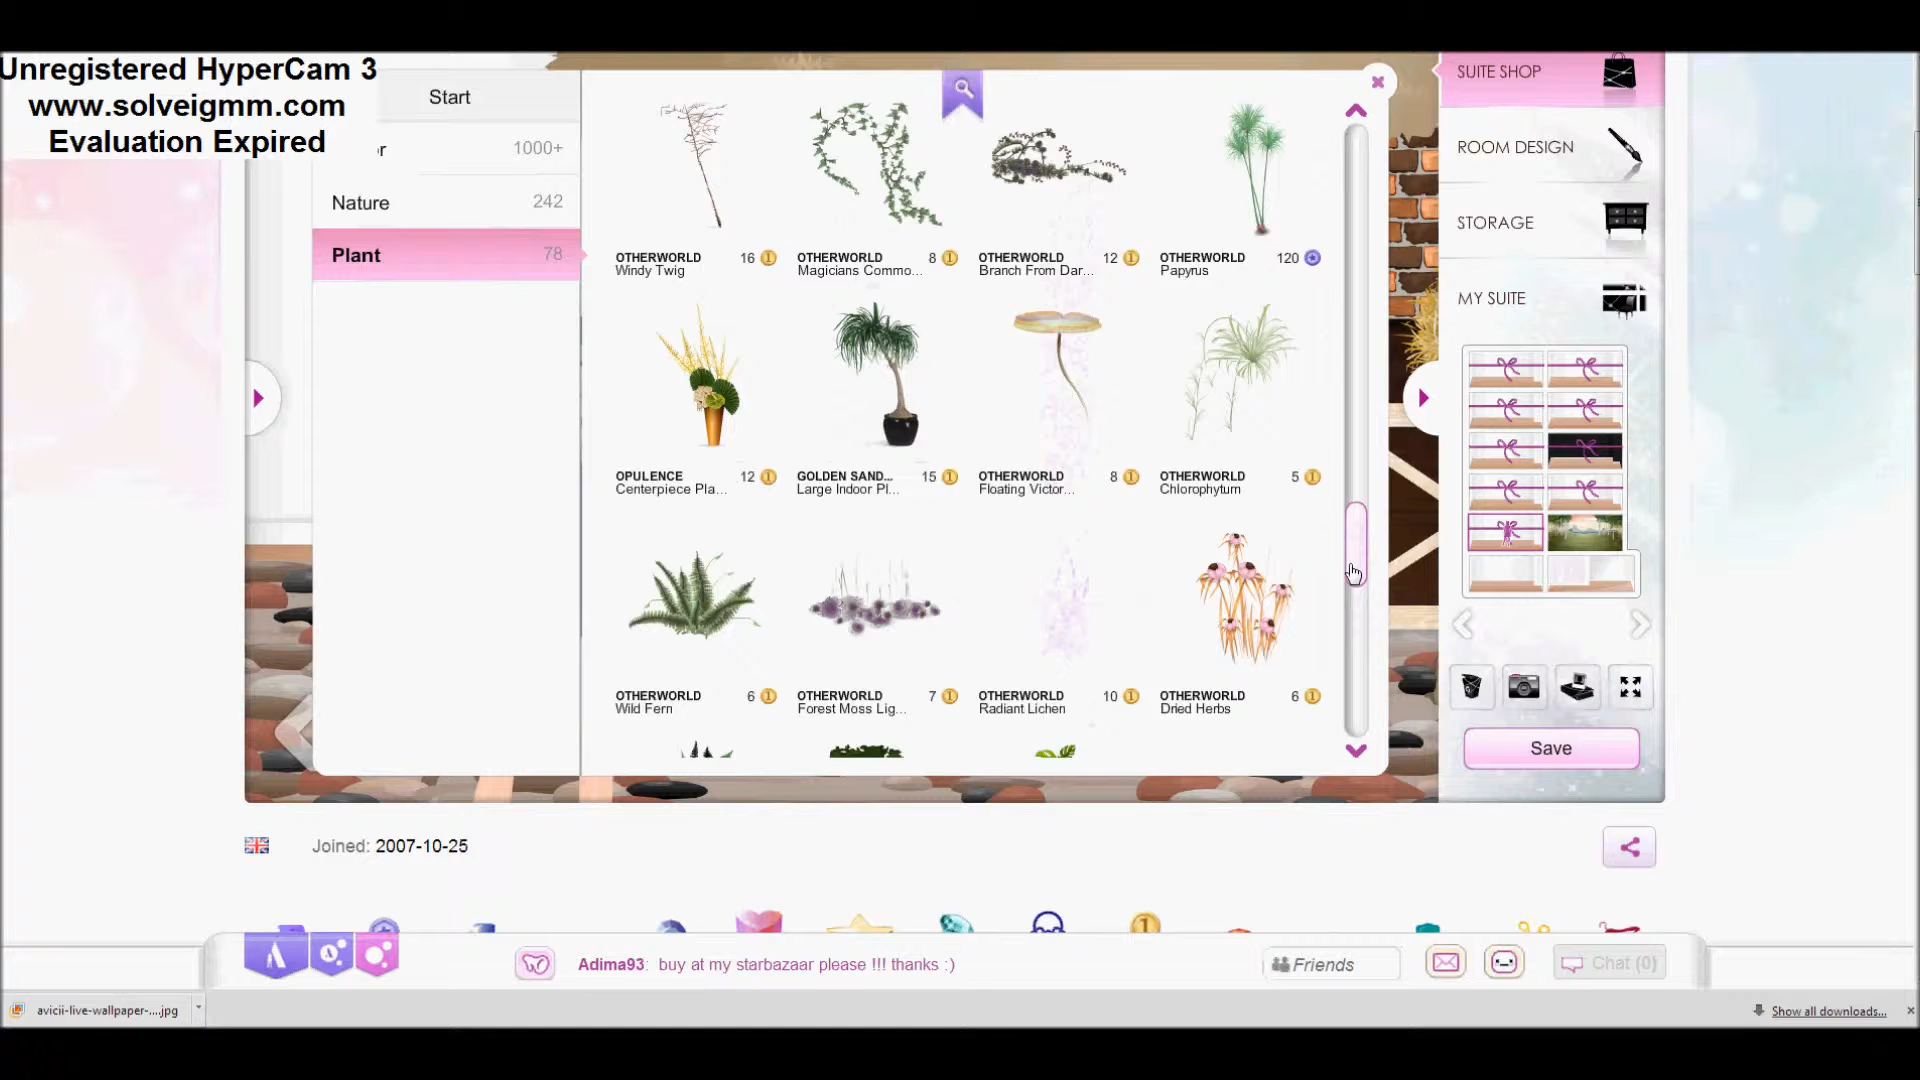 Unregistered HyperCam 3
www.solveigmm.com
Evaluation Expired
Start
or 1000+
Nature 242
Plant 78
OTHERWORLD 16
Windy Twig
OTHERWORLD 8
Magicians Commo...
OTHERWORLD 12
Branch From Dar...
OTHERWORLD 120
Papyrus
OPULENCE 12
Centerpiece Pla...
GOLDEN SAND... 15
Large Indoor Pl...
OTHERWORLD 8
Floating Victor...
OTHERWORLD 5
Chlorophytum
OTHERWORLD 6
Wild Fern
OTHERWORLD 7
Forest Moss Lig...
OTHERWORLD 10
Radiant Lichen
OTHERWORLD 6
Dried Herbs
SUITE SHOP
ROOM DESIGN
STORAGE
MY SUITE
Save
Joined: 2007-10-25
Adima93: buy at my starbazaar please !!! thanks :)
Friends
Chat (0)
avicii-live-wallpaper-....jpg
Show all downloads...